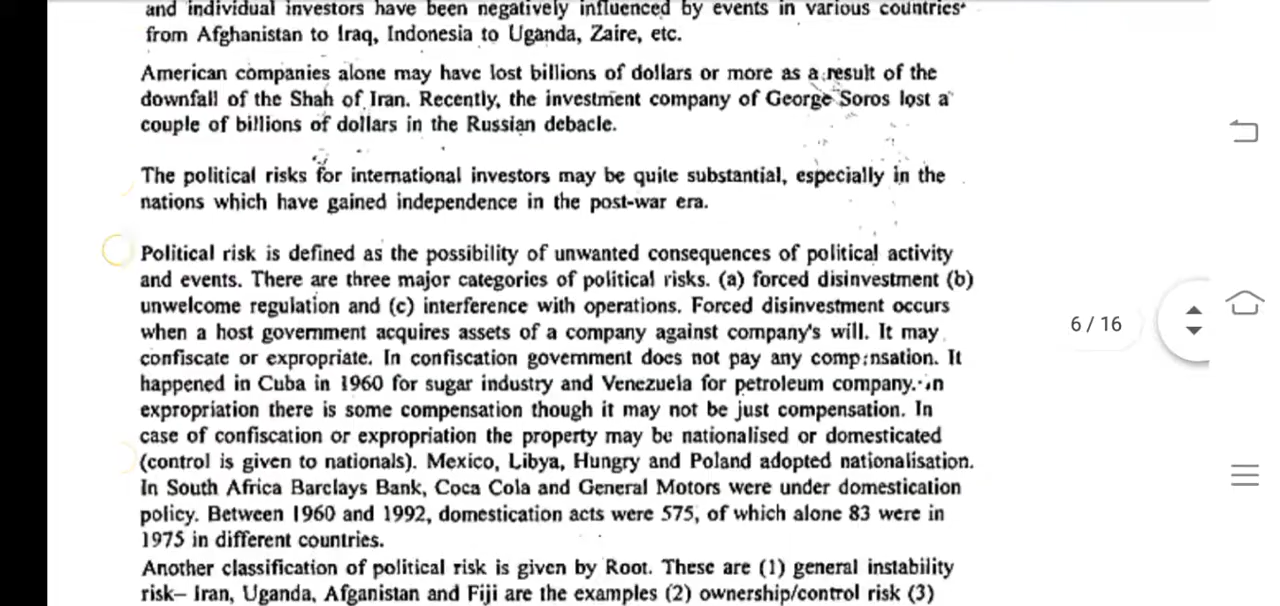 and individual investors have been negatively influenced by events in various countries
from Afghanistan to Iraq, Indonesia to Uganda, Zaire, etc.
American companies alone may have lost billions of dollars or more as a result of the
downfall of the Shah of Iran. Recently, the investment company of George Soros lost a
couple of billions of dollars in the Russian debacle.
The political risks for international investors may be quite substantial, especially in the
nations which have gained independence in the post-war era.
Political risk is defined as the possibility of unwanted consequences of political activity
and events. There are three major categories of political risks. (a) forced disinvestment (b)
unwelcome regulation and (c) interference with operations. Forced disinvestment occurs
when a host government acquires assets of a company against company's will. It may
confiscate or expropriate. In confiscation government does not pay any comp:nsation. It
happened in Cuba in 1960 for sugar industry and Venezuela for petroleum company. in
expropriation there is some compensation though it may not be just compensation. In
case of confiscation or expropriation the property may be nationalised or domesticated
(control is given to nationals). Mexico, Libya, Hungry and Poland adopted nationalisation.
In South Africa Barclays Bank, Coca Cola and General Motors were under domestication
policy. Between 1960 and 1992, domestication acts were 575, of which alone 83 were in
1975 in different countries.
Another classification of political risk is given by Root. These are (1) general instability
risk– Iran, Uganda, Afganistan and Fiji are the examples (2) ownership/control risk (3)
6 / 16